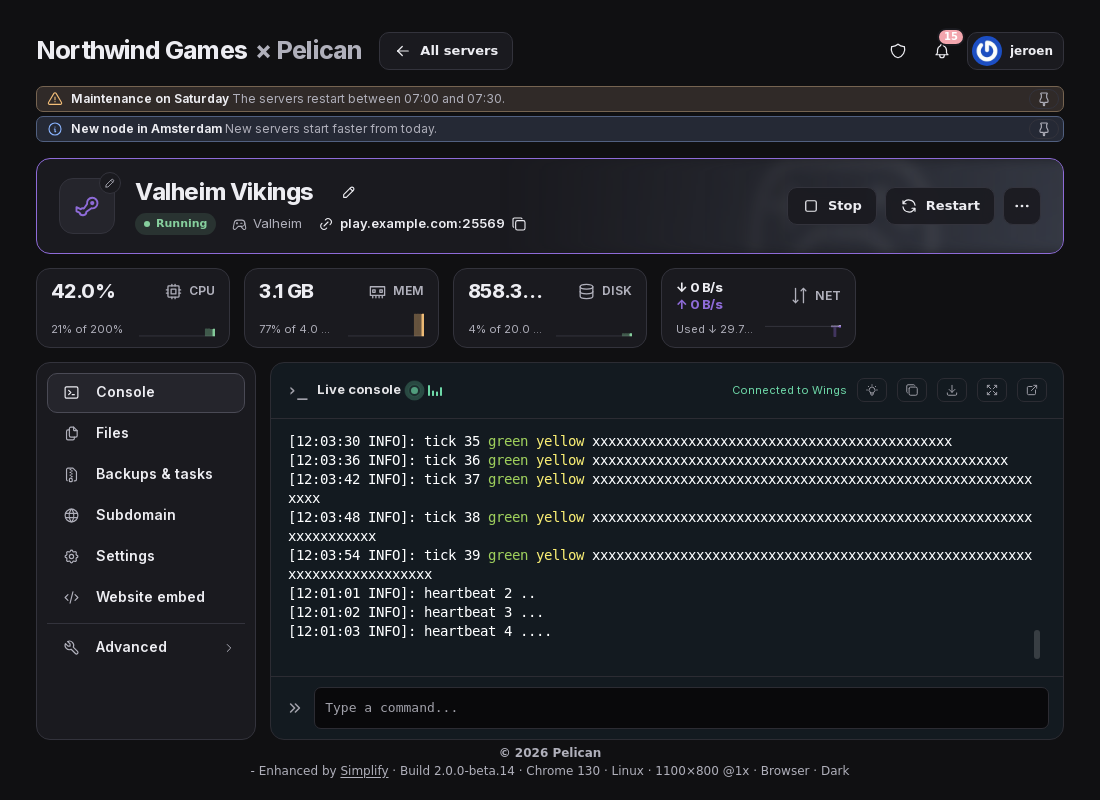 Northwind Games × Pelican
All servers
15
jeroen
Maintenance on Saturday The servers restart between 07:00 and 07:30.
New node in Amsterdam New servers start faster from today.
Valheim Vikings
Running
Valheim
play.example.com:25569
Stop
Restart
42.0%
CPU
21% of 200%
3.1 GB
MEM
77% of 4.0 ...
858.3...
DISK
4% of 20.0 ...
↓ 0 B/s
↑ 0 B/s
NET
Used ↓ 29.7...
Console
Files
Backups & tasks
Subdomain
Settings
Website embed
Advanced
Live console
Connected to Wings
[12:03:30 INFO]: tick 35 green yellow xxxxxxxxxxxxxxxxxxxxxxxxxxxxxxxxxxxxxxxxxxxxx
[12:03:36 INFO]: tick 36 green yellow xxxxxxxxxxxxxxxxxxxxxxxxxxxxxxxxxxxxxxxxxxxxxxxxxxxx
[12:03:42 INFO]: tick 37 green yellow xxxxxxxxxxxxxxxxxxxxxxxxxxxxxxxxxxxxxxxxxxxxxxxxxxxxxxx
xxxx
[12:03:48 INFO]: tick 38 green yellow xxxxxxxxxxxxxxxxxxxxxxxxxxxxxxxxxxxxxxxxxxxxxxxxxxxxxxx
xxxxxxxxxxx
[12:03:54 INFO]: tick 39 green yellow xxxxxxxxxxxxxxxxxxxxxxxxxxxxxxxxxxxxxxxxxxxxxxxxxxxxxxx
xxxxxxxxxxxxxxxxxx
[12:01:01 INFO]: heartbeat 2 ..
[12:01:02 INFO]: heartbeat 3 ...
[12:01:03 INFO]: heartbeat 4 ....
Type a command...
© 2026 Pelican
- Enhanced by Simplify · Build 2.0.0-beta.14 · Chrome 130 · Linux · 1100×800 @1x · Browser · Dark